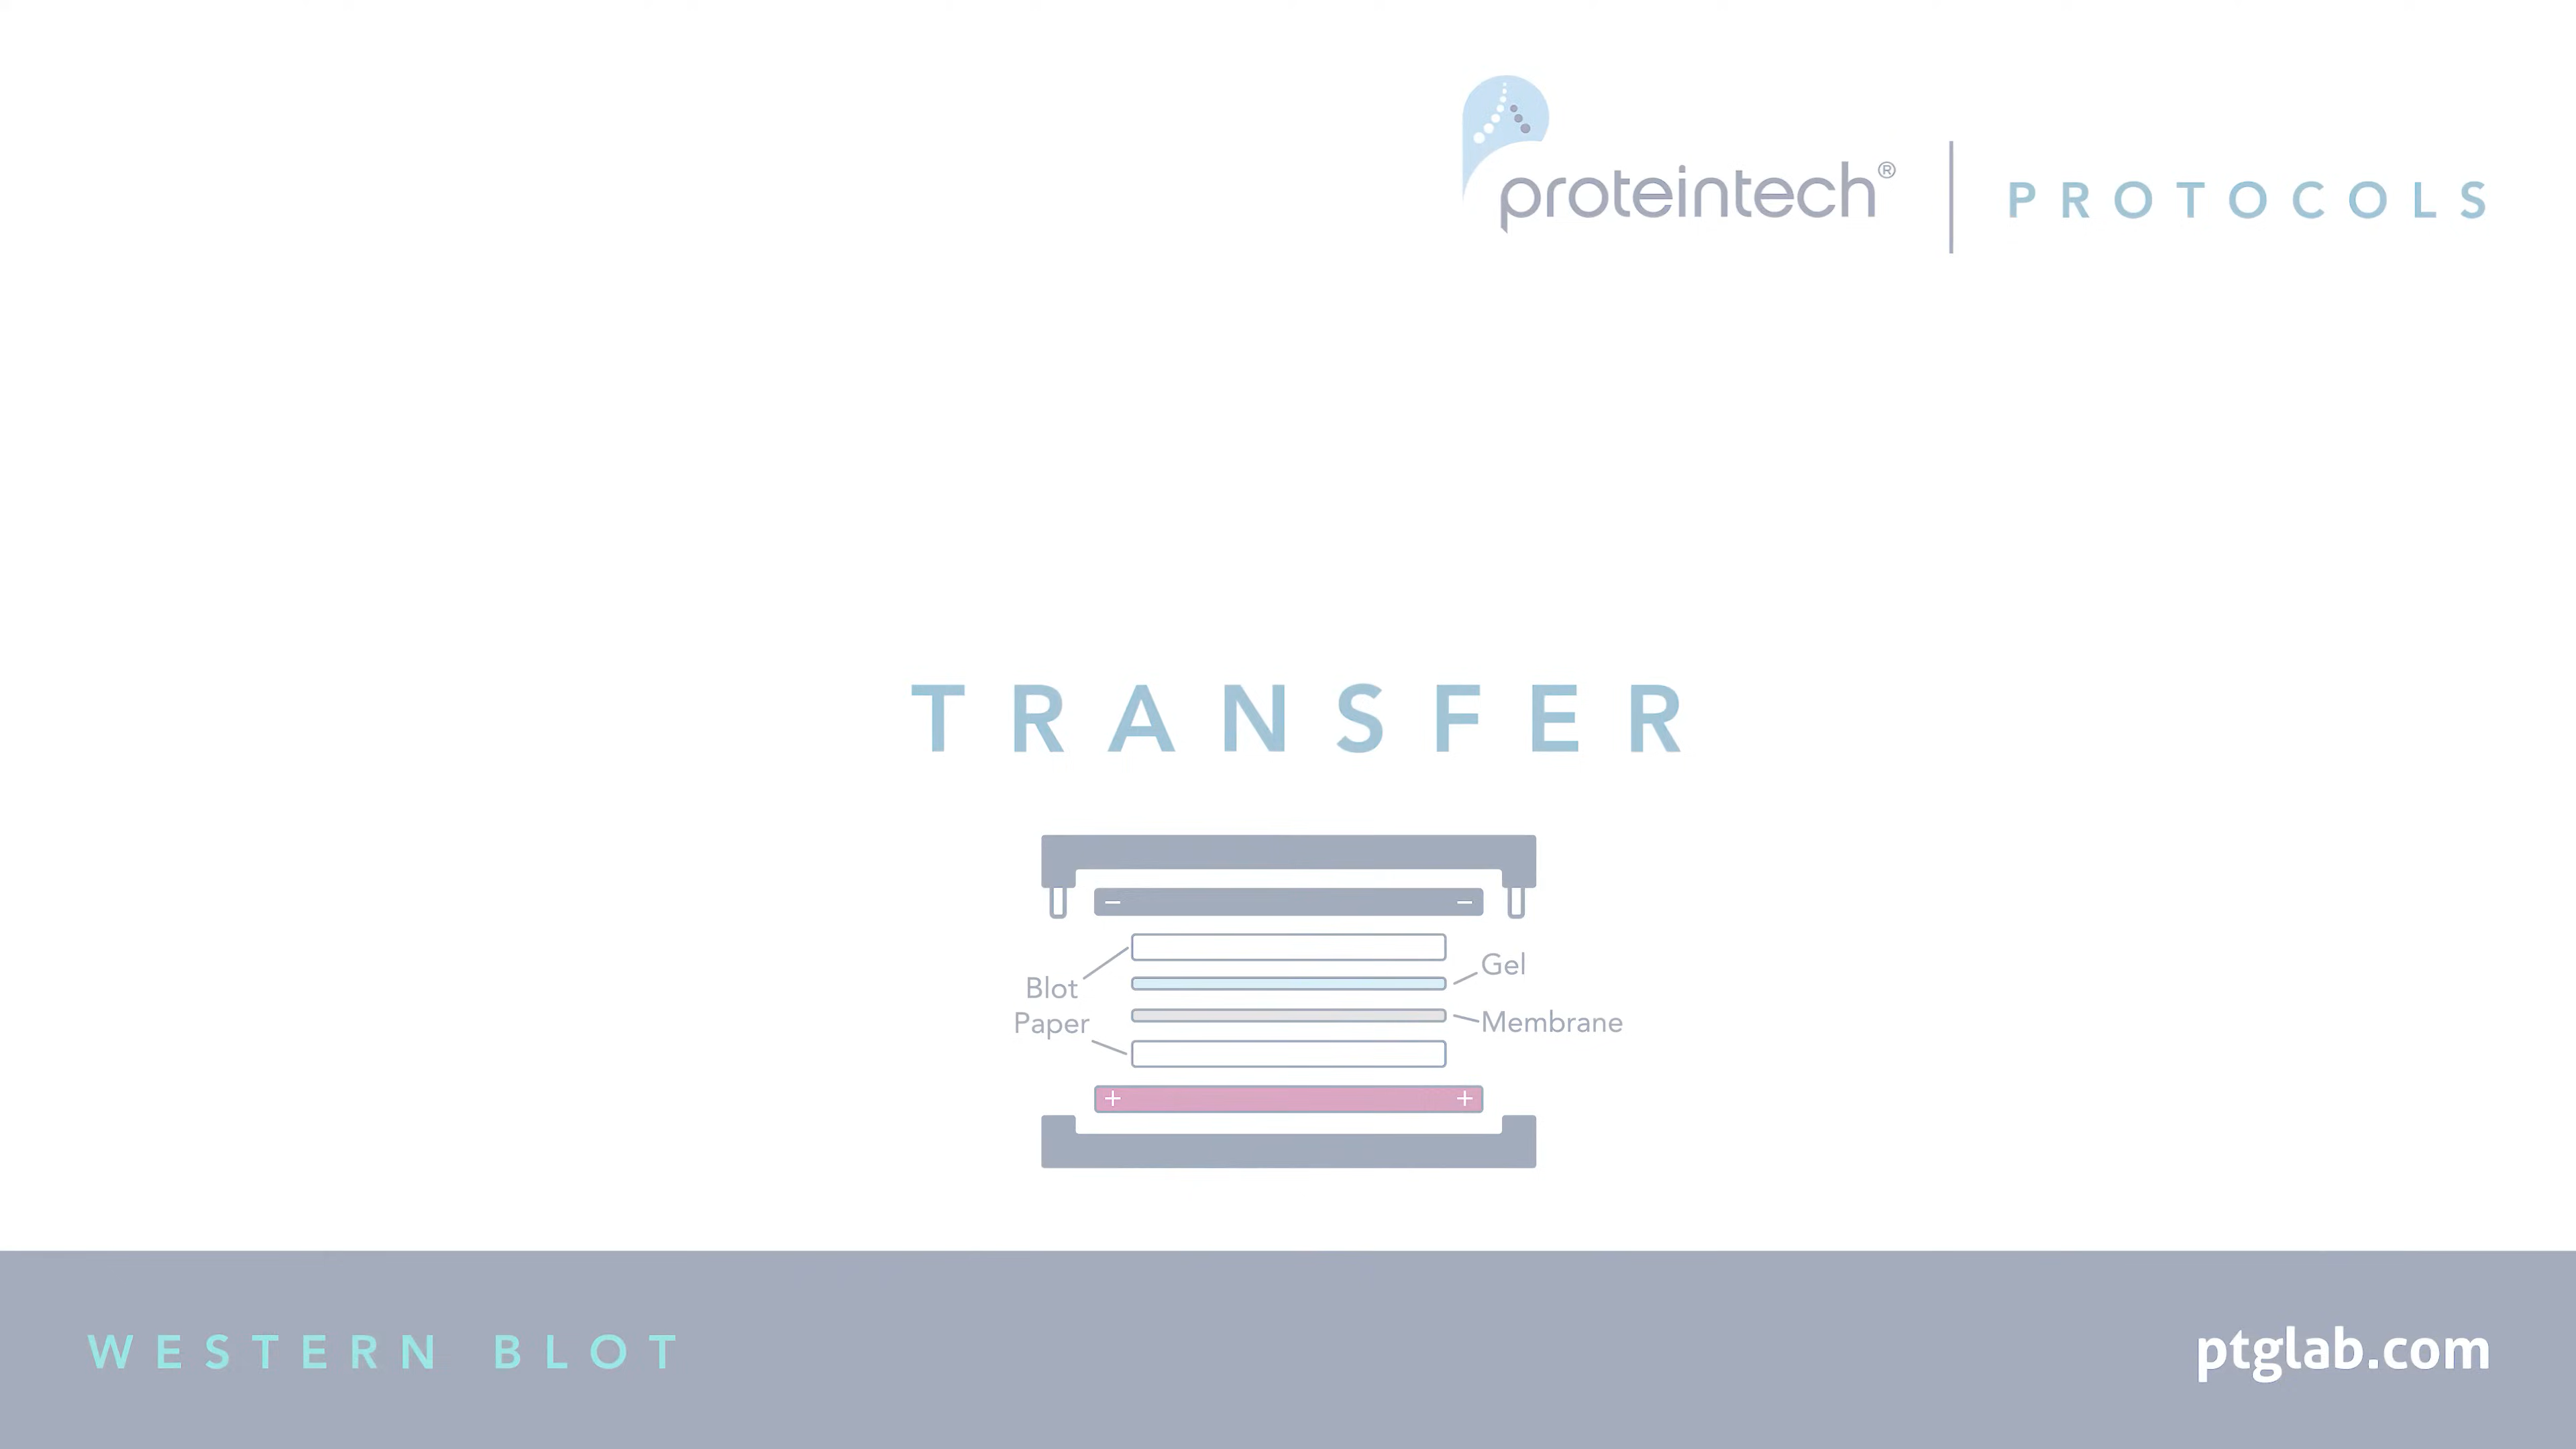 proteintech® | PROTOCOLS
TRANSFER
− −
Gel
Blot
Paper
Membrane
+ +
WESTERN BLOT
ptglab.com